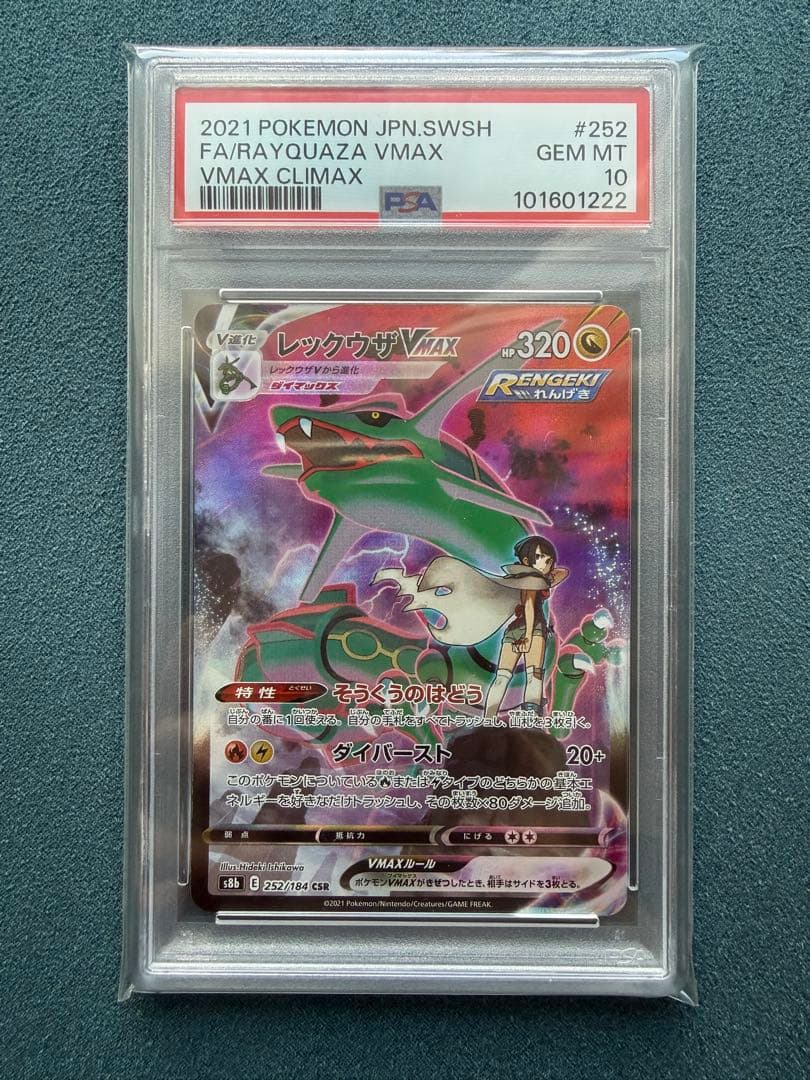 2021 POKEMON JPN.SWSH #252
FA/RAYQUAZA VMAX GEM MT
VMAX CLIMAX 10
PSA 101601222
V進化 レックウザVMAX HP 320
レックウザVから進化
ダイマックス
RENGEKI
れんげき
特性 とくせい そうくうのはどう
自分の番に1回使える。自分の手札をすべてトラッシュし、山札を3枚引く。
ダイバースト 20+
このポケモンについている または タイプのどちらかの基本エ
ネルギーを好きなだけトラッシュし、その枚数×80ダメージ追加。
弱点 抵抗力 にげる
Illus. Hideki Ishikawa
VMAXルール
s8b E 252/184 CSR
ポケモンVMAXがきぜつしたとき、相手はサイドを3枚とる。
©2021 Pokémon/Nintendo/Creatures/GAME FREAK.